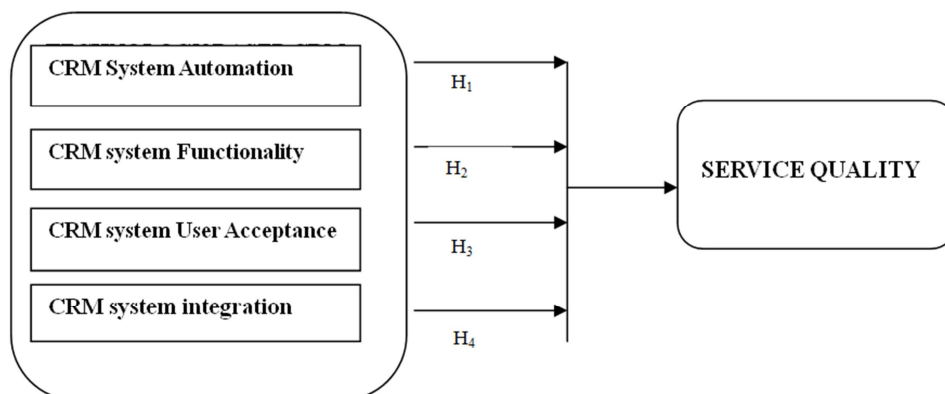 CRM System Automation
H₁
CRM system Functionality
H₂
SERVICE QUALITY
CRM system User Acceptance
H₃
CRM system integration
H₄